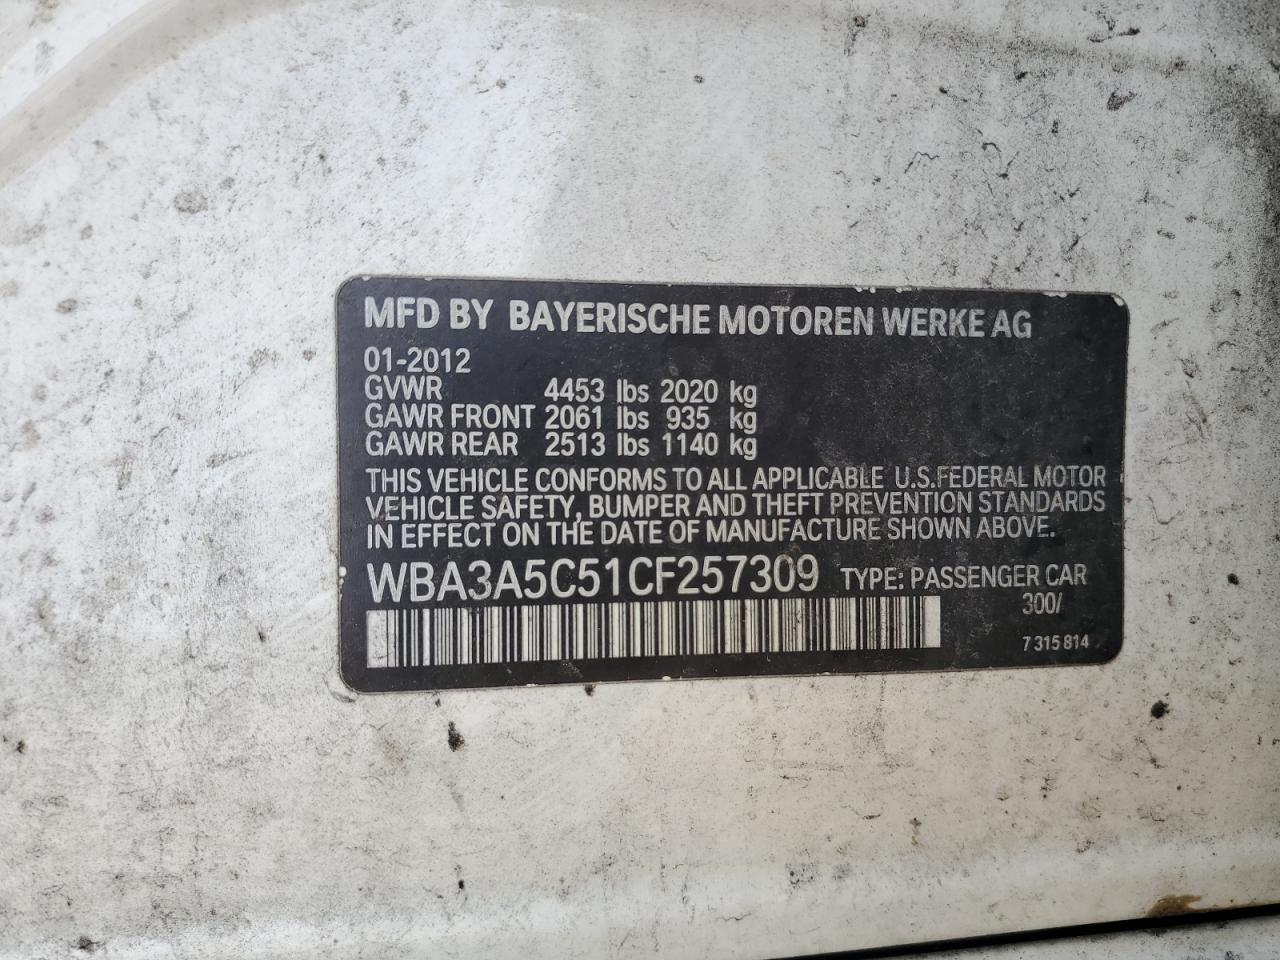 MFD BY BAYERISCHE MOTOREN WERKE AG
01-2012
GVWR 4453 lbs 2020 kg
GAWR FRONT 2061 lbs 935 kg
GAWR REAR 2513 lbs 1140 kg
THIS VEHICLE CONFORMS TO ALL APPLICABLE U.S.FEDERAL MOTOR
VEHICLE SAFETY, BUMPER AND THEFT PREVENTION STANDARDS
IN EFFECT ON THE DATE OF MANUFACTURE SHOWN ABOVE.
WBA3A5C51CF257309 TYPE: PASSENGER CAR
300/
7 315 814